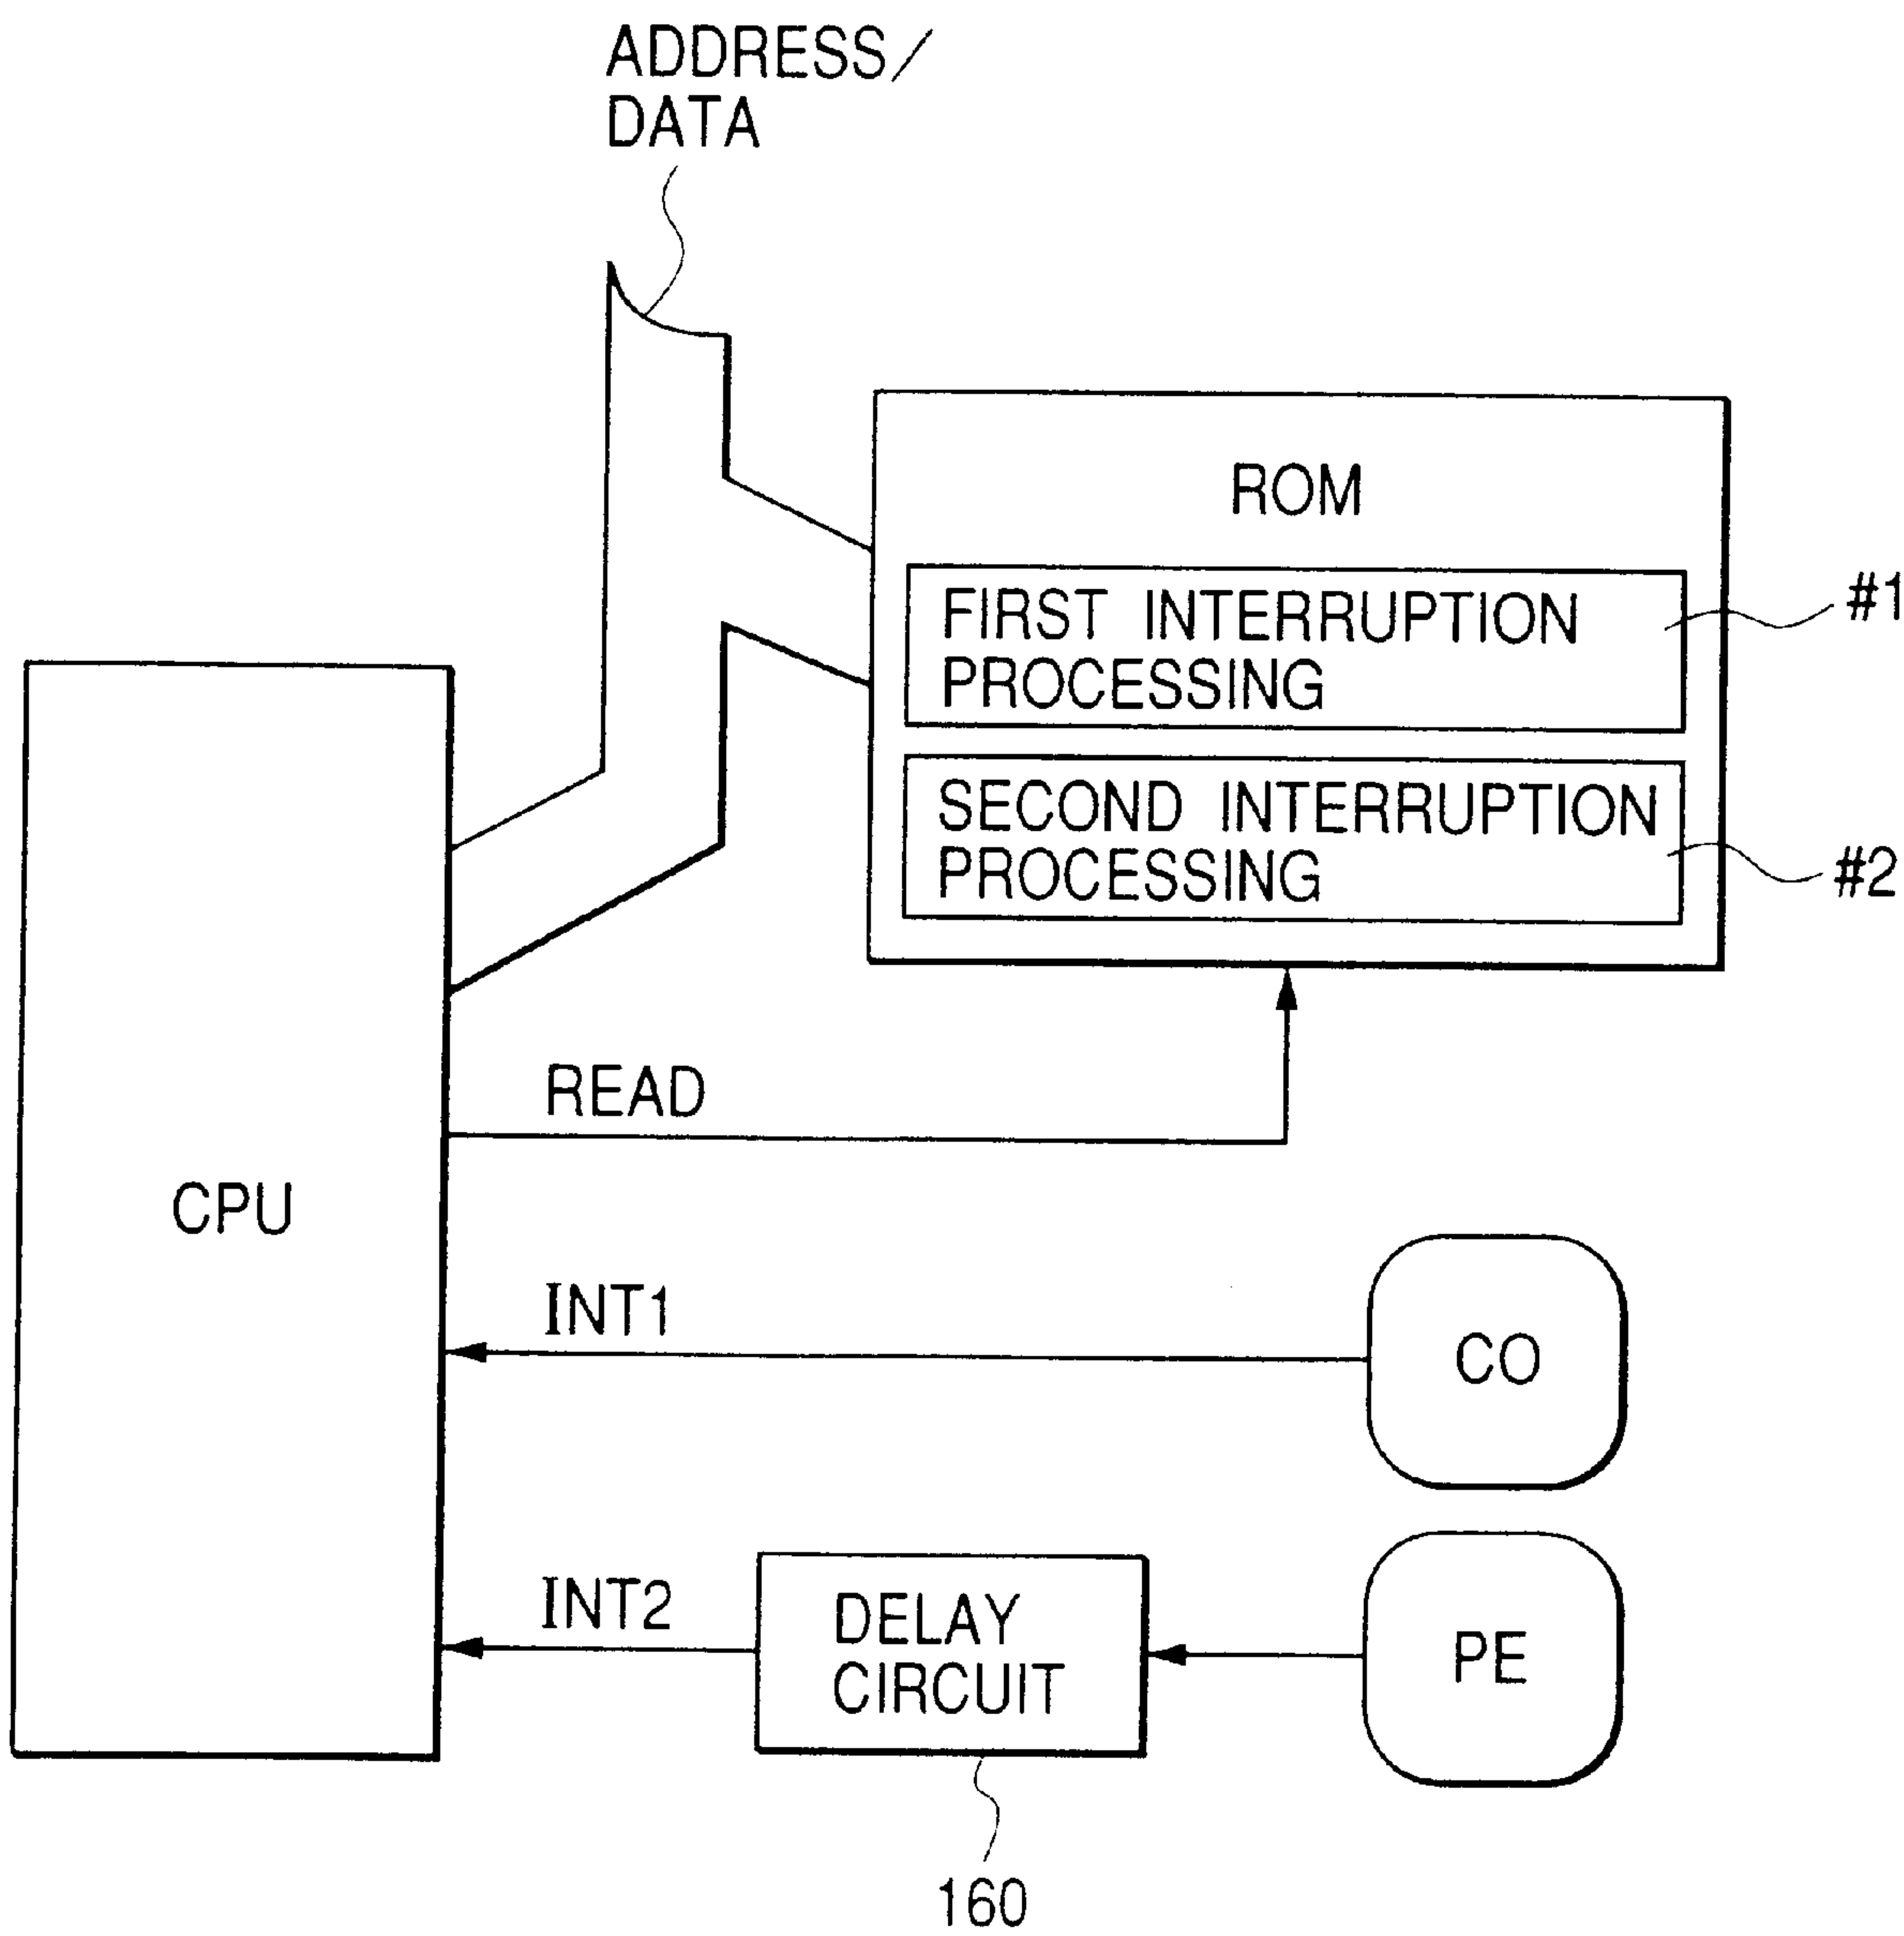 ADDRESS/
DATA
ROM
FIRST INTERRUPTION
PROCESSING
#1
SECOND INTERRUPTION
PROCESSING
#2
READ
CPU
INT1
CO
INT2
DELAY
CIRCUIT
PE
160